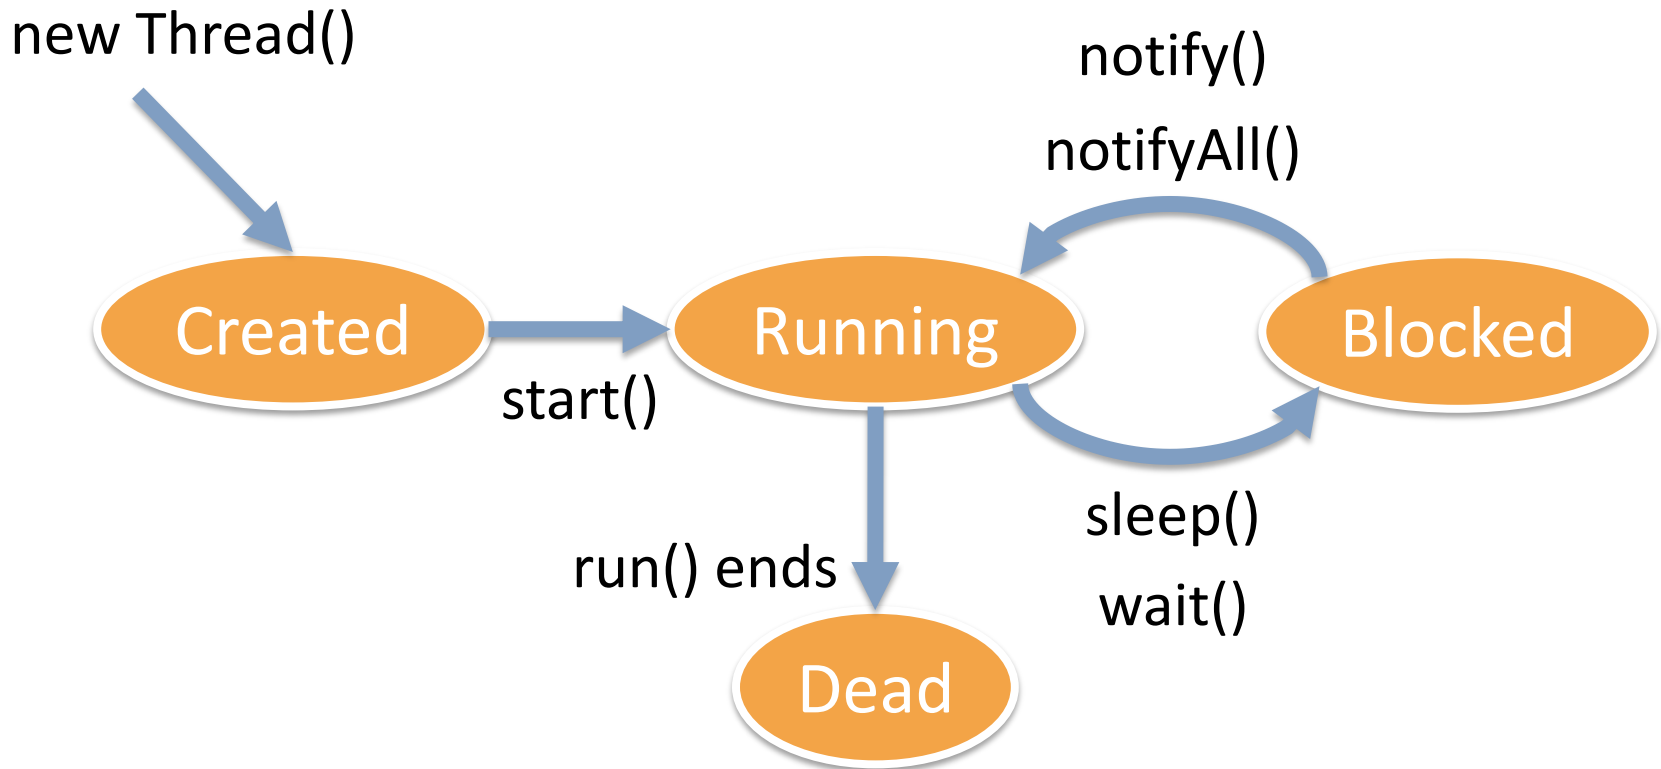 new Thread()
notify()
notifyAll()
Created
Running
Blocked
start()
sleep()
run() ends
wait()
Dead